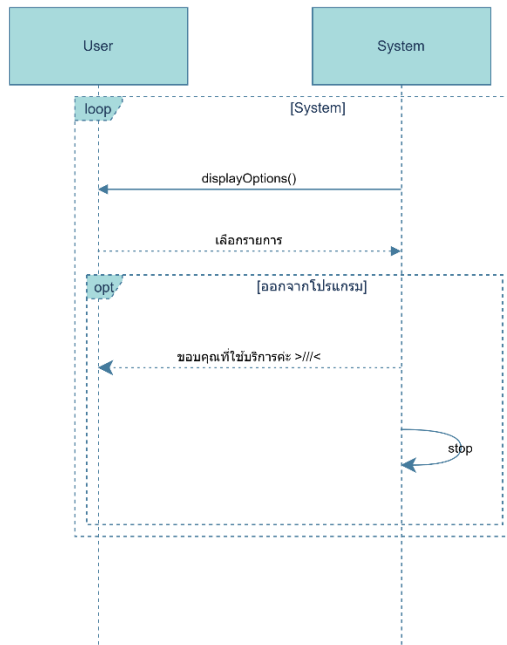 User
System
loop
[System]
displayOptions()
เลือกรายการ
opt
[ออกจากโปรแกรม]
ขอบคุณที่ใช้บริการค่ะ >///<
stop